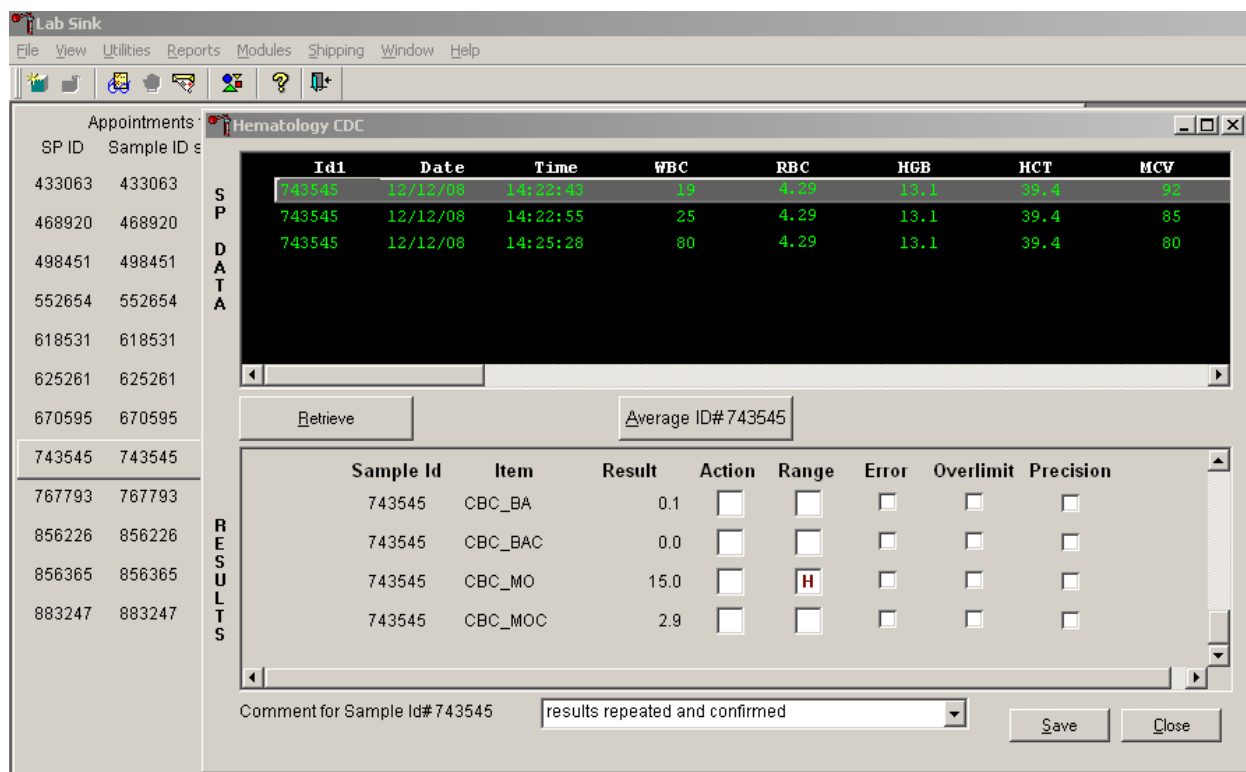 Lab Sink
File View Utilities Reports Modules Shipping Window Help
Appointments
SP ID Sample ID s
433063 433063
468920 468920
498451 498451
552654 552654
618531 618531
625261 625261
670595 670595
743545 743545
767793 767793
856226 856226
856365 856365
883247 883247
Hematology CDC
SP DATA
Id1 Date Time WBC RBC HGB HCT MCV
743545 12/12/08 14:22:43 19 4.29 13.1 39.4 92
743545 12/12/08 14:22:55 25 4.29 13.1 39.4 85
743545 12/12/08 14:25:28 80 4.29 13.1 39.4 80
Retrieve Average ID# 743545
RESULTS
Sample Id Item Result Action Range Error Overlimit Precision
743545 CBC_BA 0.1
743545 CBC_BAC 0.0
743545 CBC_MO 15.0 H
743545 CBC_MOC 2.9
Comment for Sample Id# 743545 results repeated and confirmed
Save Close